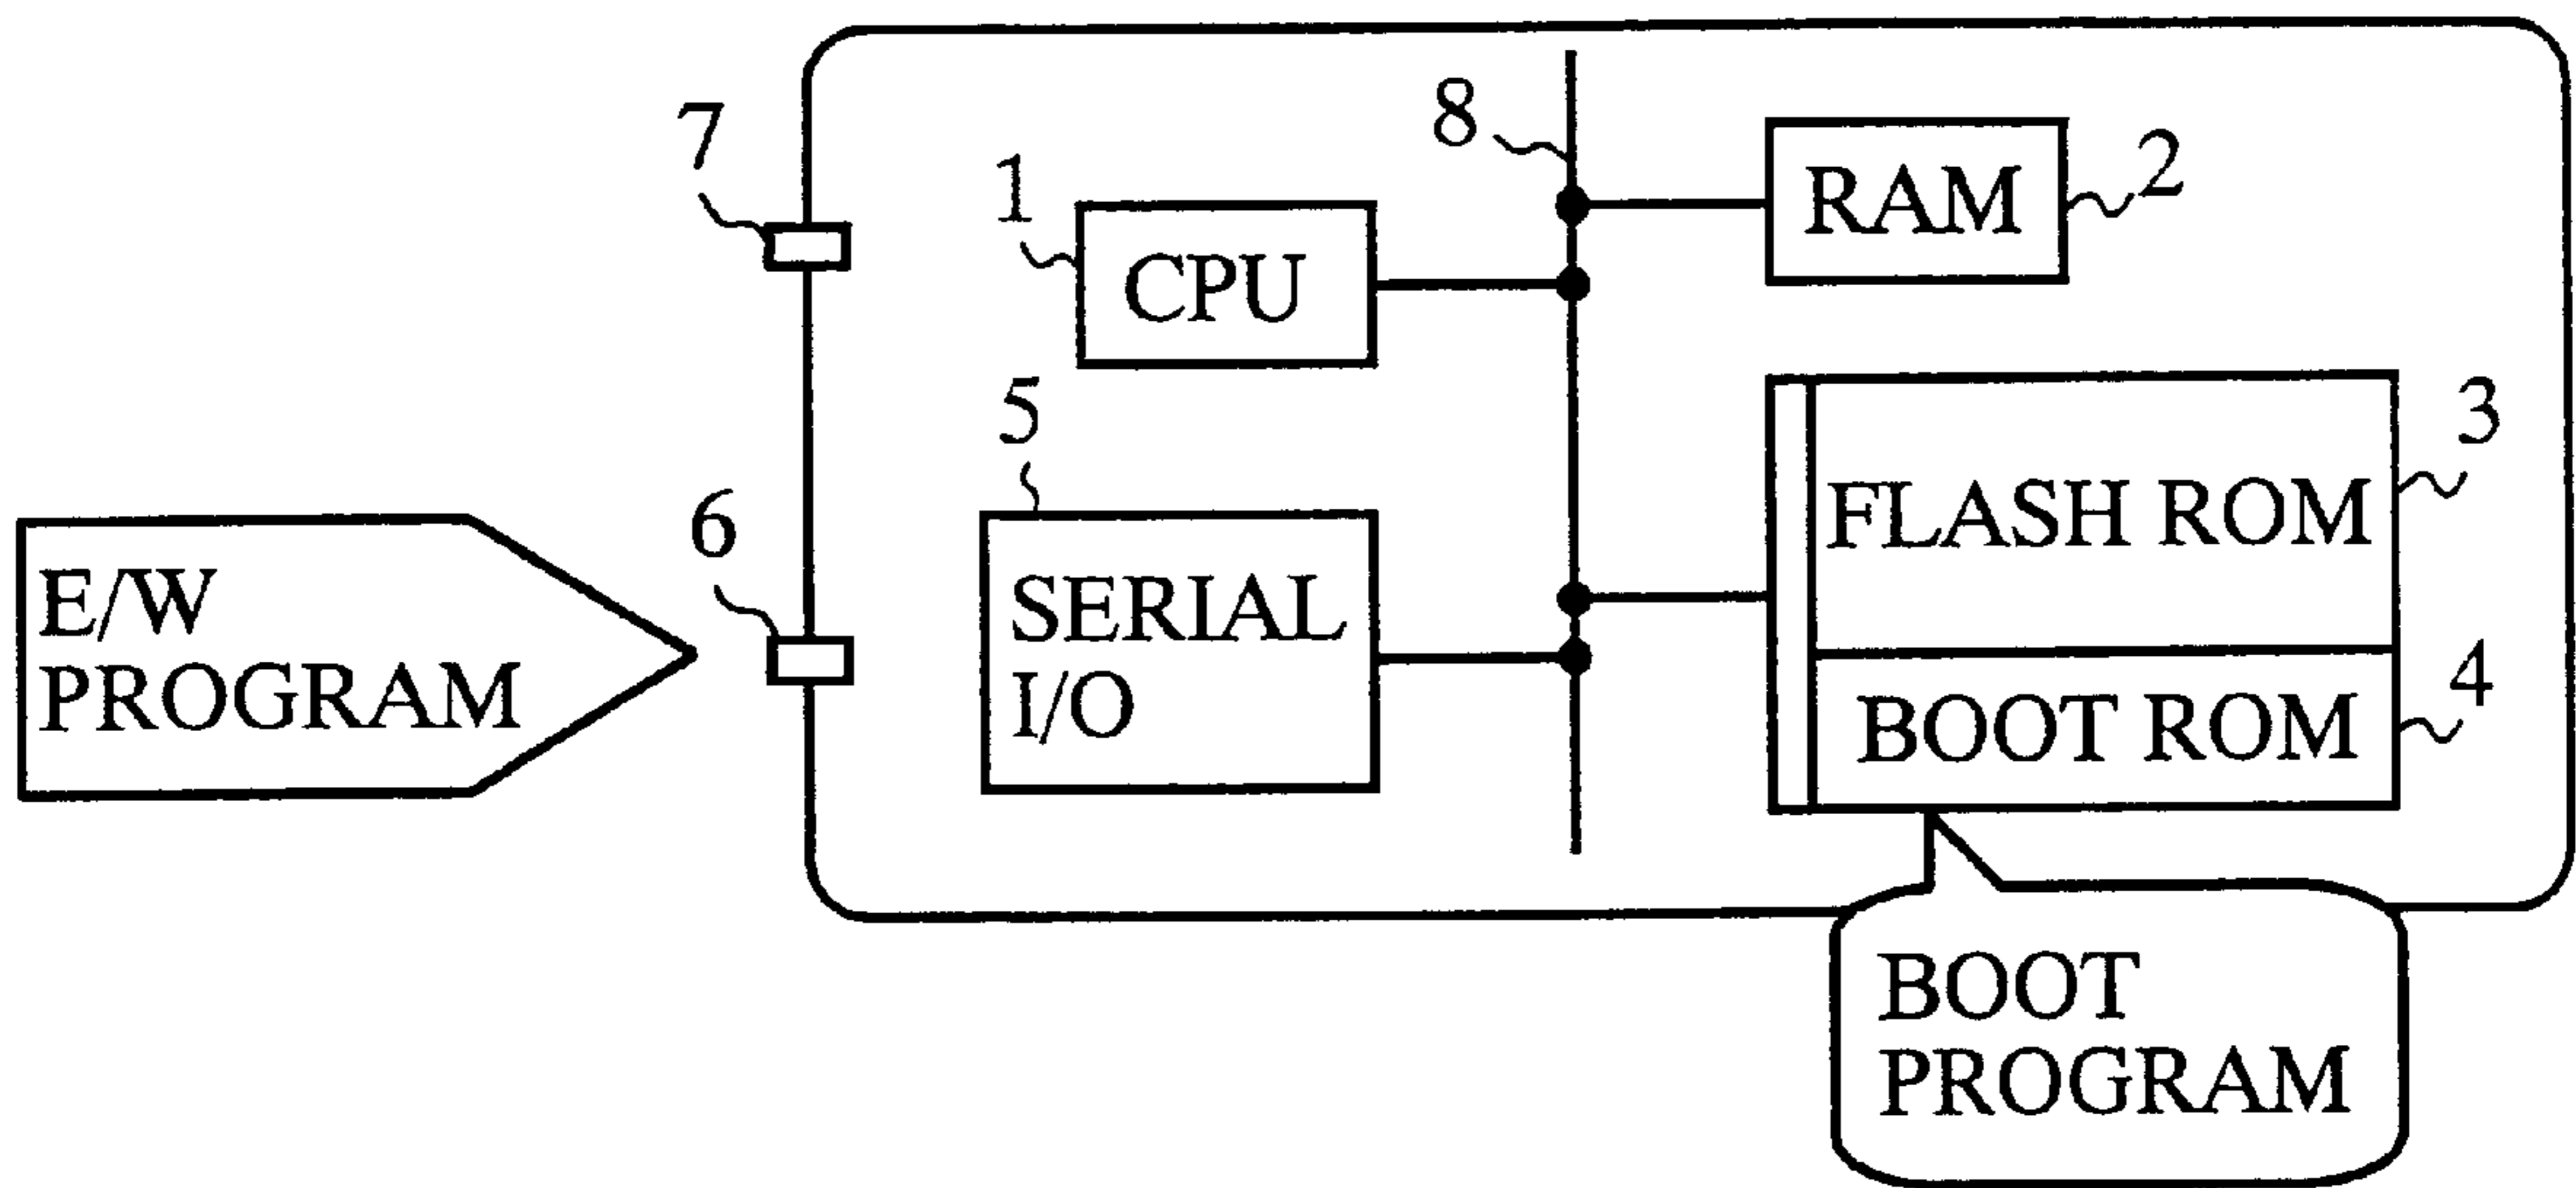 7
8
1
CPU
RAM
2
5
SERIAL
I/O
6
E/W
PROGRAM
FLASH ROM
3
BOOT ROM
4
BOOT
PROGRAM